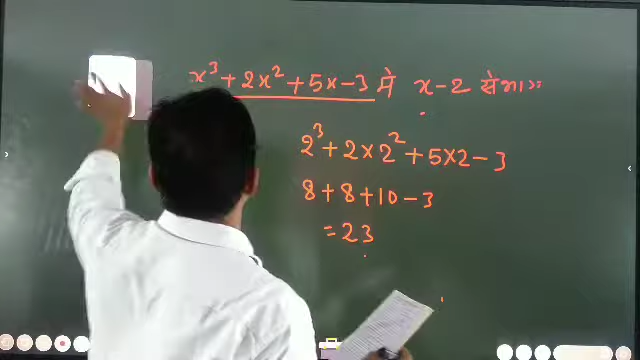 x³ + 2x² + 5x - 3 में x - 2 से भाग
2³ + 2 × 2² + 5 × 2 - 3
8 + 8 + 10 - 3
= 23